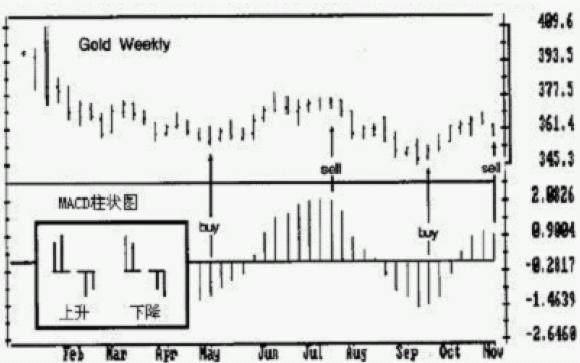 409.6
Gold Weekly
393.5
377.5
361.4
345.3
sell
sell
2.0826
MACD柱状图
buy
buy
0.9004
-0.2817
-1.4639
-2.6460
上升
下降
Feb Mar Apr May Jun Jul Aug Sep Oct Nov